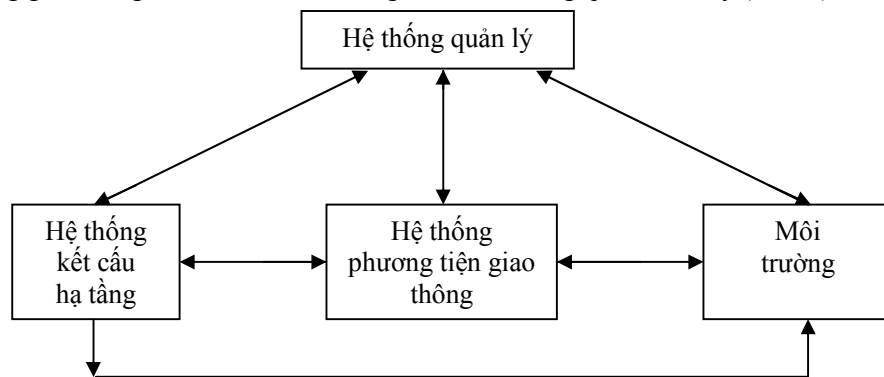 Hệ thống quản lý
Hệ thống
kết cấu
hạ tầng
Hệ thống
phương tiện giao
thông
Môi
trường